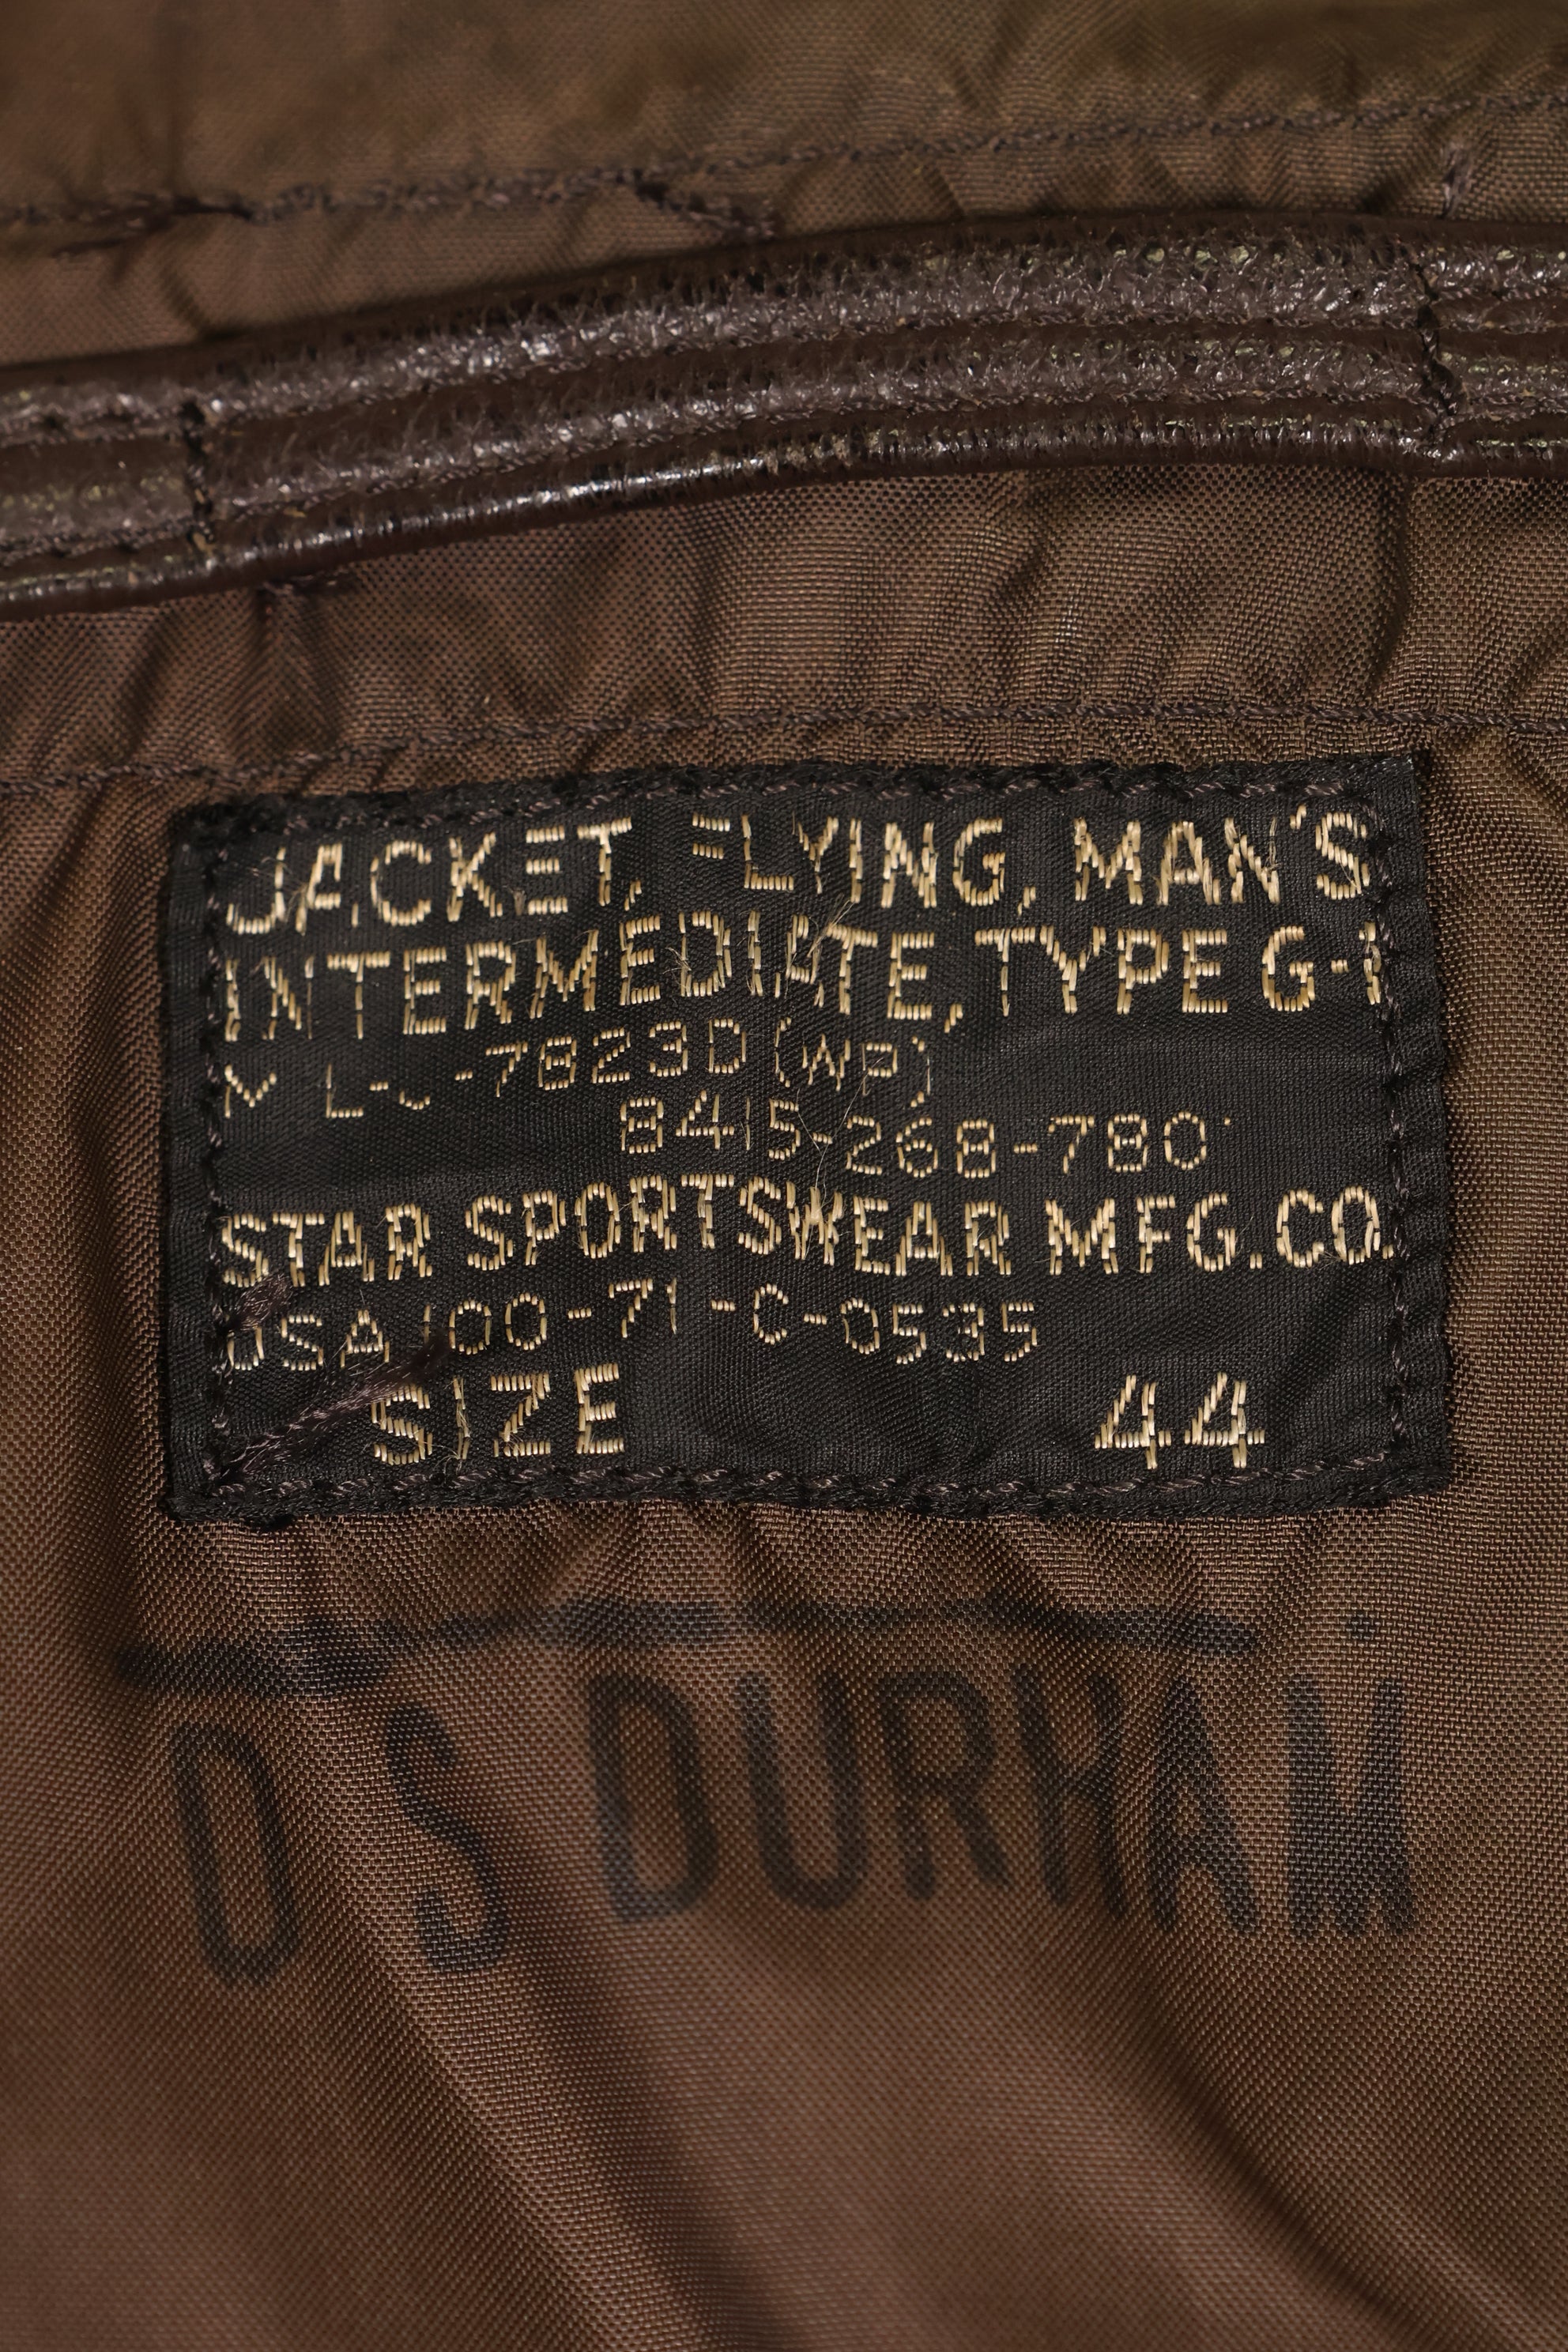 JACKET, FLYING, MAN'S
INTERMEDIATE, TYPE G-1
MIL-J-7823D (WP)
8415-268-780
STAR SPORTSWEAR MFG. CO.
DSA 100-71-C-0535
SIZE 44
D S DURHAM